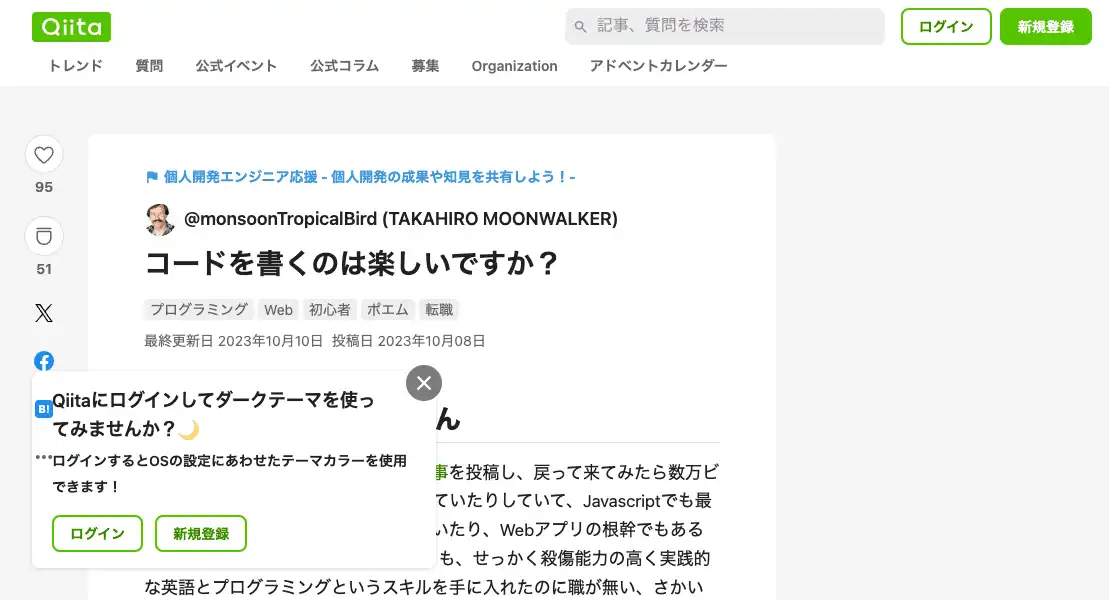 Qiita
記事、質問を検索
ログイン
新規登録
トレンド
質問
公式イベント
公式コラム
募集
Organization
アドベントカレンダー
95
51
個人開発エンジニア応援 - 個人開発の成果や知見を共有しよう！-
@monsoonTropicalBird (TAKAHIRO MOONWALKER)
コードを書くのは楽しいですか？
プログラミング Web 初心者 ポエム 転職
最終更新日 2023年10月10日 投稿日 2023年10月08日
B!
Qiitaにログインしてダークテーマを使っ
てみませんか？🌙
ログインするとOSの設定にあわせたテーマカラーを使用
できます！
ログイン
新規登録
ん
事を投稿し、戻って来てみたら数万ビ
ていたりしていて、Javascriptでも最
いたり、Webアプリの根幹でもある
も、せっかく殺傷能力の高く実践的
な英語とプログラミングというスキルを手に入れたのに職が無い、さかい